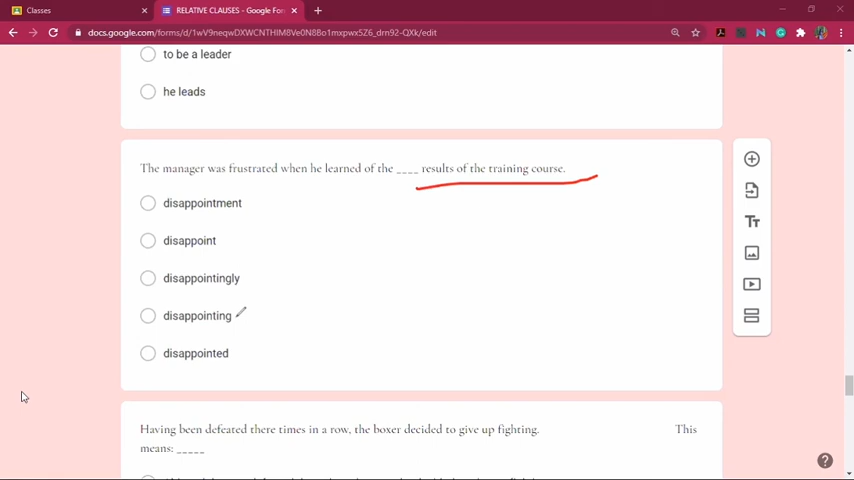 Classes
RELATIVE CLAUSES - Google Fo
docs.google.com/forms/d/1wV9neqwDXWCNTHIM8Ve0N8Bo1mxpwx5Z6_drn92-QXk/edit
to be a leader
he leads
The manager was frustrated when he learned of the ____ results of the training course.
disappointment
disappoint
disappointingly
disappointing
disappointed
Having been defeated there times in a row, the boxer decided to give up fighting. This
means: _____